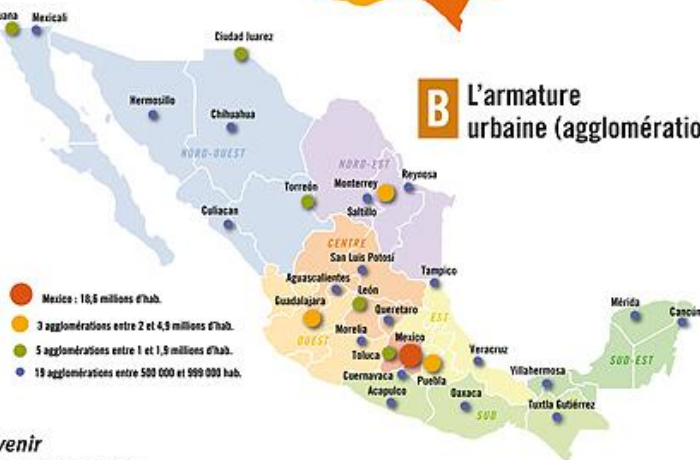 B
L'armature
urbaine (agglomératio
uana
Mexicali
Ciudad Juarez
Hermosillo
Chihuahua
NORD-OUEST
NORD-EST
Torreón
Monterrey
Reynosa
Saltillo
Culiacan
CENTRE
San Luis Potosí
Tampico
Aguascalientes
León
Guadalajara
Queretaro
EST
Morelia
OUEST
Mexico
Toluca
Veracruz
Mérida
Cancún
SUD-EST
Cuernavaca
Puebla
Villahermosa
Acapulco
Oaxaca
SUD
Tuxtla Gutiérrez
Mexico : 18,6 millions d'hab.
3 agglomérations entre 2 et 4,9 millions d'hab.
5 agglomérations entre 1 et 1,9 millions d'hab.
19 agglomérations entre 500 000 et 999 000 hab.
venir